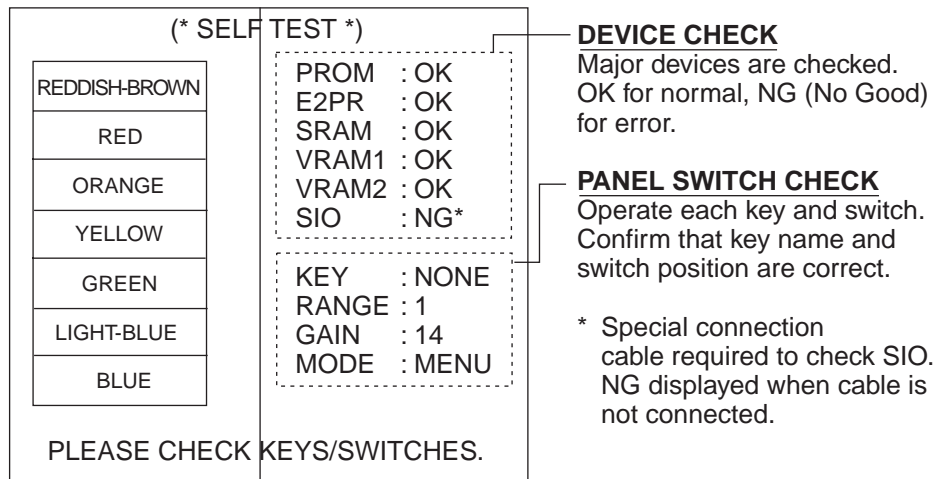 (* SELF TEST *)
REDDISH-BROWN
RED
ORANGE
YELLOW
GREEN
LIGHT-BLUE
BLUE
PROM : OK
E2PR : OK
SRAM : OK
VRAM1 : OK
VRAM2 : OK
SIO : NG*
KEY : NONE
RANGE : 1
GAIN : 14
MODE : MENU
PLEASE CHECK KEYS/SWITCHES.
DEVICE CHECK
Major devices are checked.
OK for normal, NG (No Good)
for error.
PANEL SWITCH CHECK
Operate each key and switch.
Confirm that key name and
switch position are correct.
* Special connection
cable required to check SIO.
NG displayed when cable is
not connected.